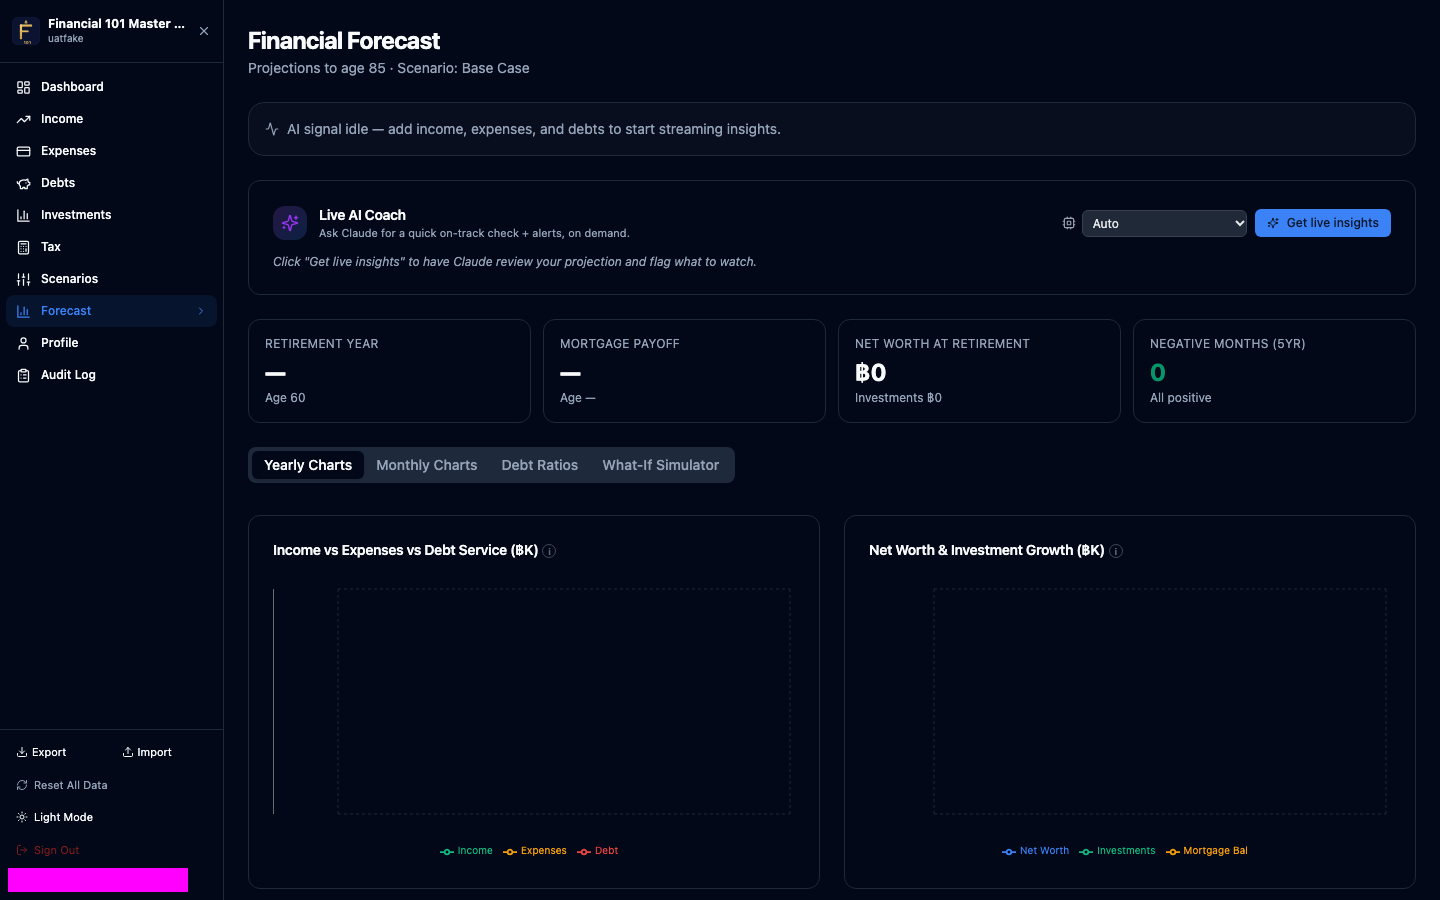 Financial 101 Master ...
uatfake
Dashboard
Income
Expenses
Debts
Investments
Tax
Scenarios
Forecast
Profile
Audit Log
Export
Import
Reset All Data
Light Mode
Sign Out
Financial Forecast
Projections to age 85 · Scenario: Base Case
AI signal idle — add income, expenses, and debts to start streaming insights.
Live AI Coach
Ask Claude for a quick on-track check + alerts, on demand.
Auto
Get live insights
Click "Get live insights" to have Claude review your projection and flag what to watch.
RETIREMENT YEAR
—
Age 60
MORTGAGE PAYOFF
—
Age —
NET WORTH AT RETIREMENT
฿0
Investments ฿0
NEGATIVE MONTHS (5YR)
0
All positive
Yearly Charts
Monthly Charts
Debt Ratios
What-If Simulator
Income vs Expenses vs Debt Service (฿K)
Income
Expenses
Debt
Net Worth & Investment Growth (฿K)
Net Worth
Investments
Mortgage Bal